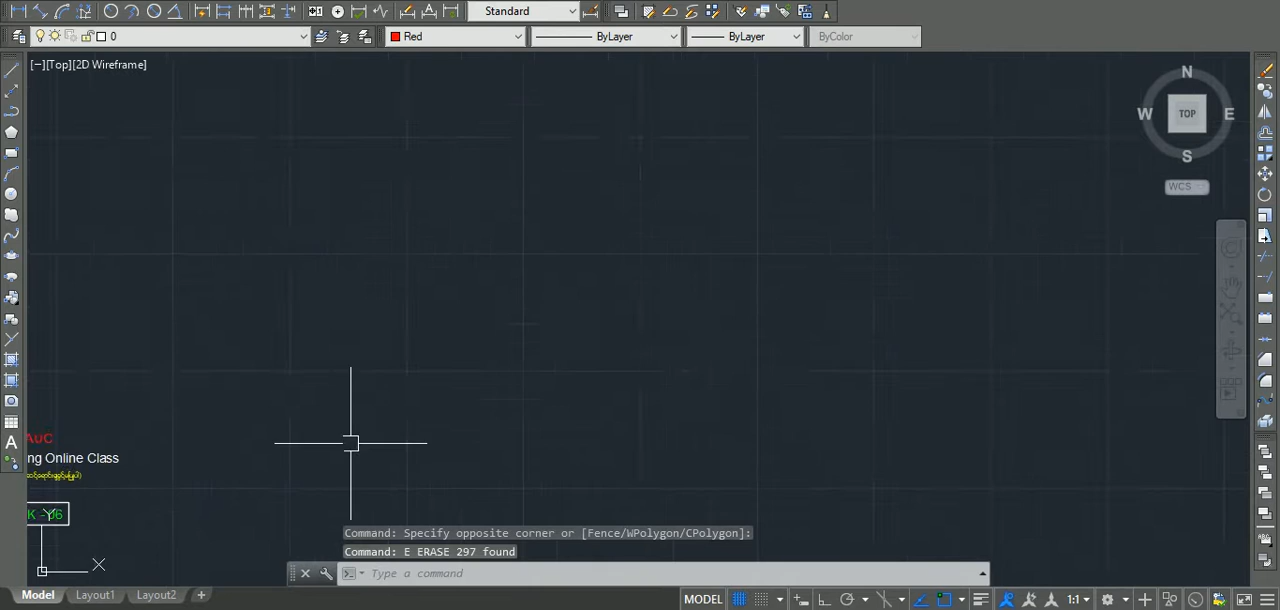 Standard
0
Red
ByLayer
ByLayer
ByColor
[−][Top][2D Wireframe]
N
W
TOP
E
S
WCS
AUC
ng Online Class
K -06
Y
X
Command: Specify opposite corner or [Fence/WPolygon/CPolygon]:
Command: E ERASE 297 found
Type a command
Model
Layout1
Layout2
+
MODEL
1:1